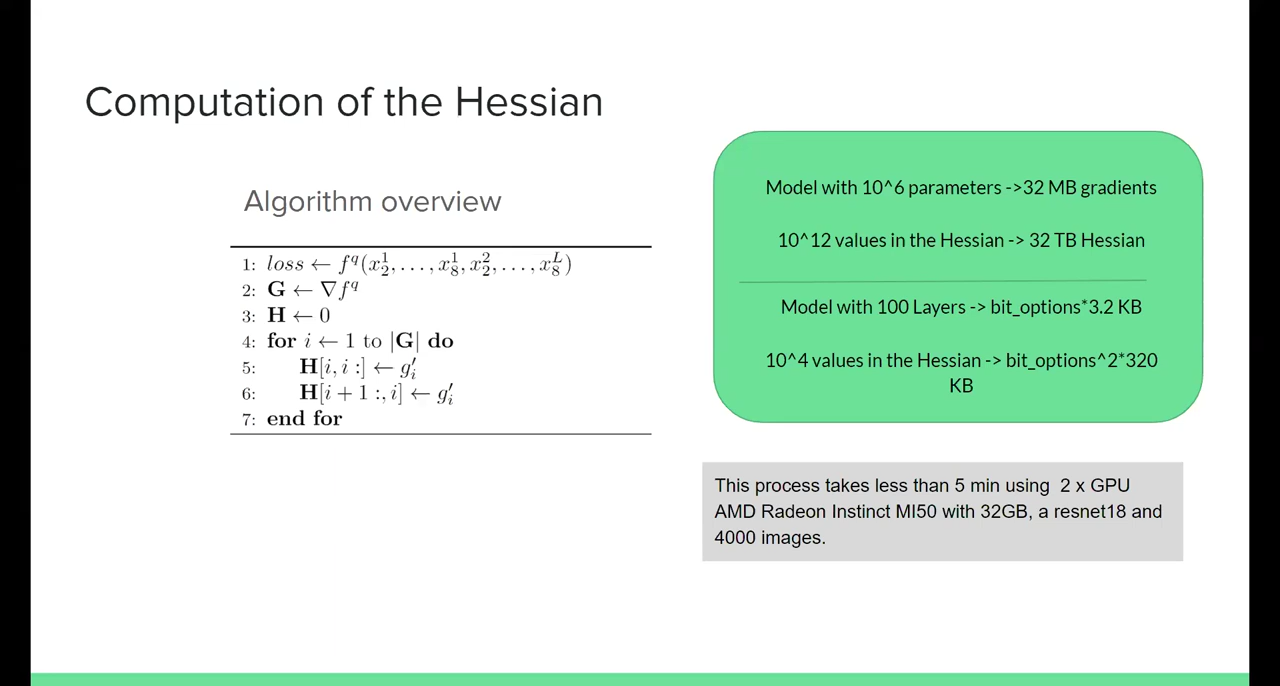 Computation of the Hessian
Algorithm overview
1: loss ← f^q(x_2^1, . . . , x_8^1, x_2^2, . . . , x_8^L)
2: G ← ∇f^q
3: H ← 0
4: for i ← 1 to |G| do
5: H[i, i :] ← g′_i
6: H[i + 1 :, i] ← g′_i
7: end for
Model with 10^6 parameters ->32 MB gradients
10^12 values in the Hessian -> 32 TB Hessian
Model with 100 Layers -> bit_options*3.2 KB
10^4 values in the Hessian -> bit_options^2*320
KB
This process takes less than 5 min using 2 x GPU
AMD Radeon Instinct MI50 with 32GB, a resnet18 and
4000 images.